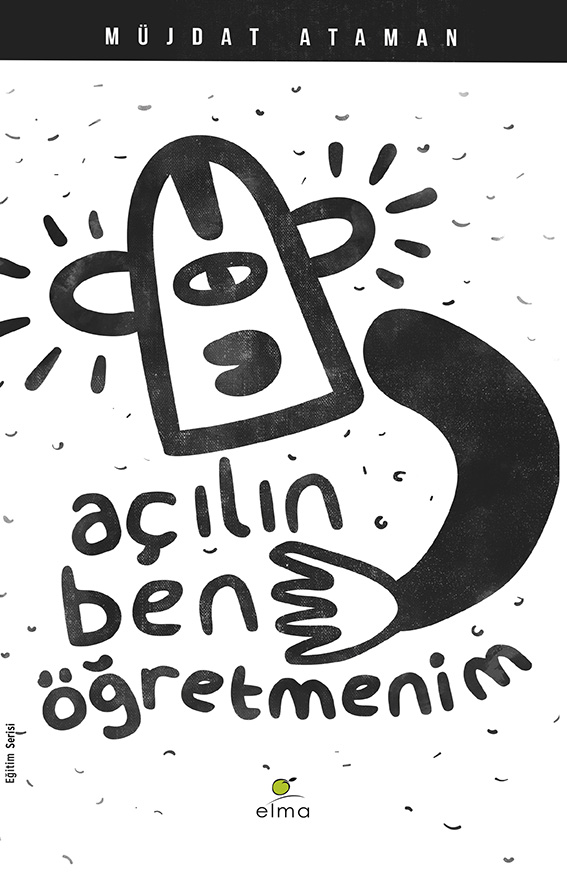 MÜJDAT ATAMAN
açılın
ben
öğretmenim
Eğitim Serisi
elma